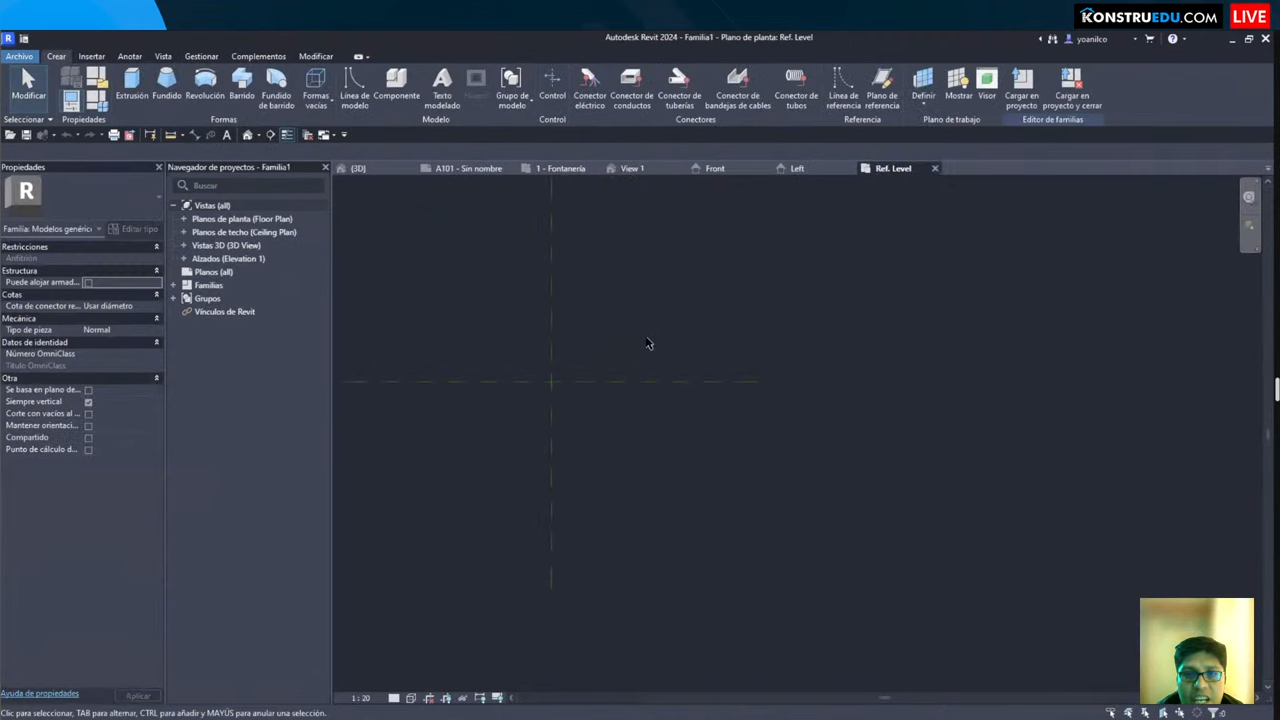 KONSTRUEDU.COM LIVE
Autodesk Revit 2024 - Familia1 - Plano de planta: Ref. Level
yoanilco
Archivo Crear Insertar Anotar Vista Gestionar Complementos Modificar
Modificar
Extrusión Fundido Revolución Barrido Fundido de barrido Formas vacías
Línea de modelo Componente Texto modelado Grupo de modelo
Control
Conector eléctrico Conector de conductos Conector de tuberías Conector de bandejas de cables Conector de tubos
Línea de referencia Plano de referencia
Definir Mostrar Visor
Cargar en proyecto Cargar en proyecto y cerrar
Seleccionar Propiedades Formas Modelo Control Conectores Referencia Plano de trabajo Editor de familias
Propiedades
Navegador de proyectos - Familia1
{3D} A101 - Sin nombre 1 - Fontanería View 1 Front Left Ref. Level
R
Familia: Modelos genéric
Editar tipo
Restricciones
Anfitrión
Estructura
Puede alojar armad...
Cotas
Cota de conector re... Usar diámetro
Mecánica
Tipo de pieza Normal
Datos de identidad
Número OmniClass
Título OmniClass
Otra
Se basa en plano de...
Siempre vertical
Corte con vacíos al ...
Mantener orientaci...
Compartido
Punto de cálculo d...
Buscar
Vistas (all)
Planos de planta (Floor Plan)
Planos de techo (Ceiling Plan)
Vistas 3D (3D View)
Alzados (Elevation 1)
Planos (all)
Familias
Grupos
Vínculos de Revit
Ayuda de propiedades
Aplicar
1 : 20
Clic para seleccionar, TAB para alternar, CTRL para añadir y MAYÚS para anular una selección.
:0